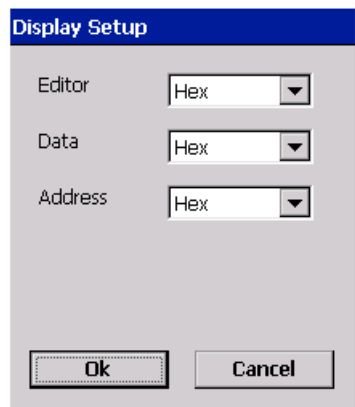 Display Setup
Editor Hex
Data Hex
Address Hex
Ok Cancel